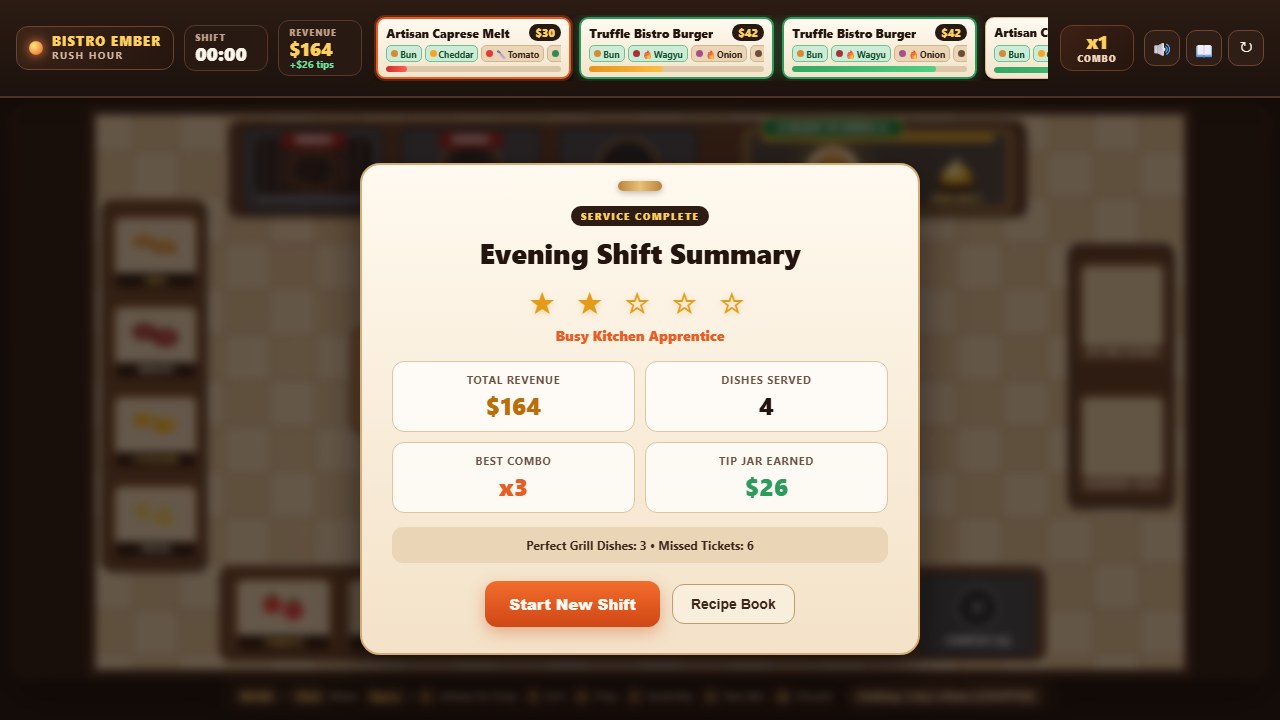 BISTRO EMBER
RUSH HOUR
SHIFT
00:00
REVENUE
$164
+$26 tips
Artisan Caprese Melt $30
Bun Cheddar Tomato
Truffle Bistro Burger $42
Bun Wagyu Onion
Truffle Bistro Burger $42
Bun Wagyu Onion
Artisan C
Bun
x1
COMBO
SERVICE COMPLETE
Evening Shift Summary
Busy Kitchen Apprentice
TOTAL REVENUE
$164
DISHES SERVED
4
BEST COMBO
x3
TIP JAR EARNED
$26
Perfect Grill Dishes: 3 • Missed Tickets: 6
Start New Shift
Recipe Book